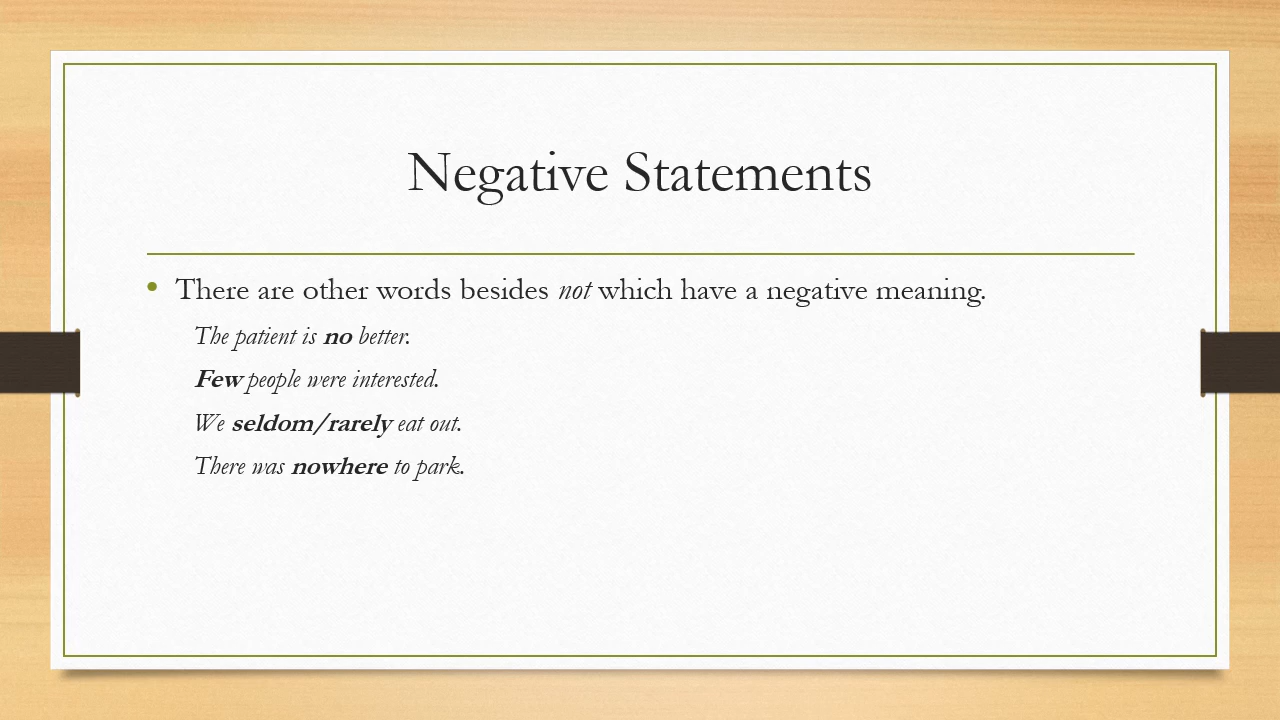 Negative Statements
• There are other words besides not which have a negative meaning.
The patient is no better.
Few people were interested.
We seldom/rarely eat out.
There was nowhere to park.